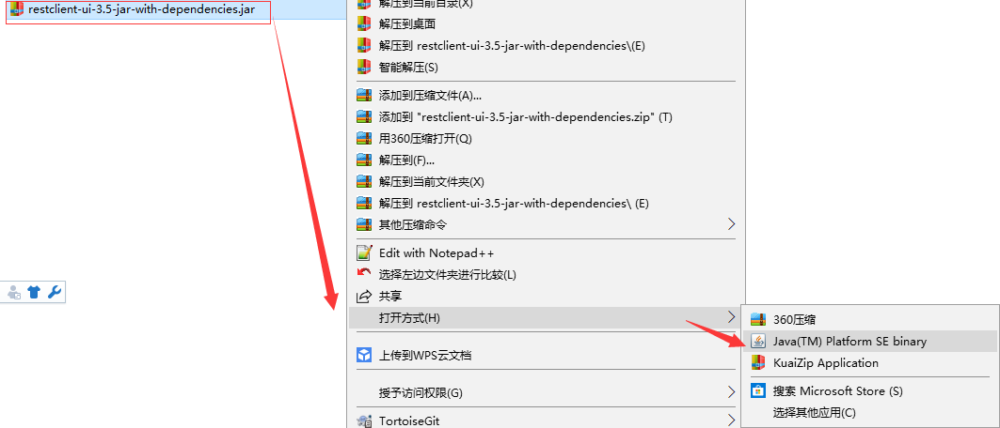 restclient-ui-3.5-jar-with-dependencies.jar
解压到当前目录(X)
解压到桌面
解压到 restclient-ui-3.5-jar-with-dependencies\(E)
智能解压(S)
添加到压缩文件(A)...
添加到 "restclient-ui-3.5-jar-with-dependencies.zip" (T)
用360压缩打开(Q)
解压到(F)...
解压到当前文件夹(X)
解压到 restclient-ui-3.5-jar-with-dependencies\ (E)
其他压缩命令
Edit with Notepad++
选择左边文件夹进行比较(L)
共享
打开方式(H)
360压缩
Java(TM) Platform SE binary
KuaiZip Application
搜索 Microsoft Store (S)
选择其他应用(C)
上传到WPS云文档
授予访问权限(G)
TortoiseGit